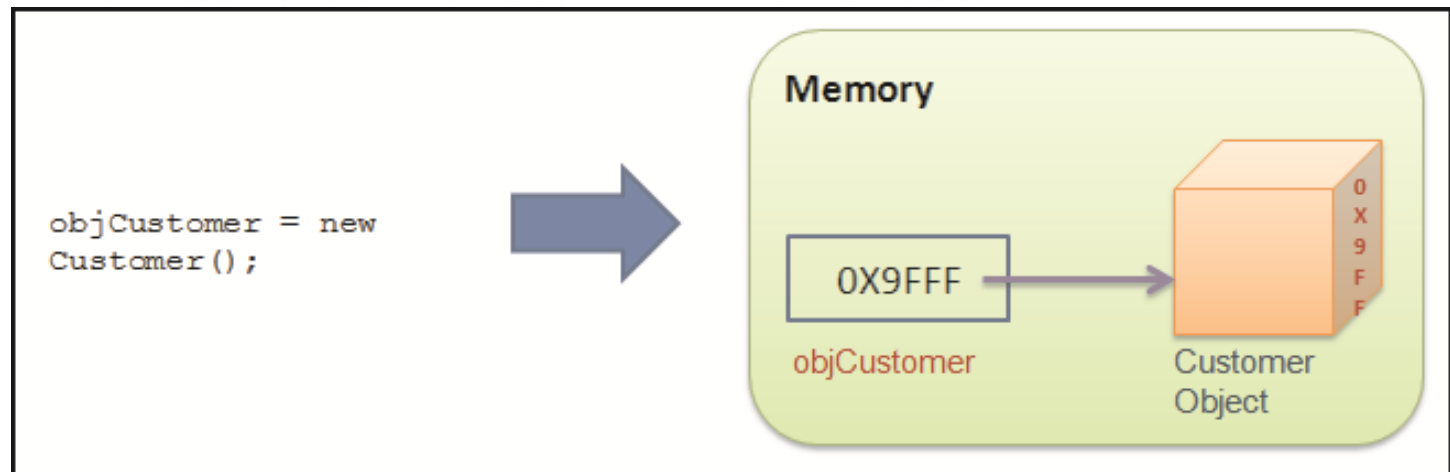 objCustomer = new
Customer();
Memory
0X9FFF
objCustomer
0
X
9
F
F
Customer
Object